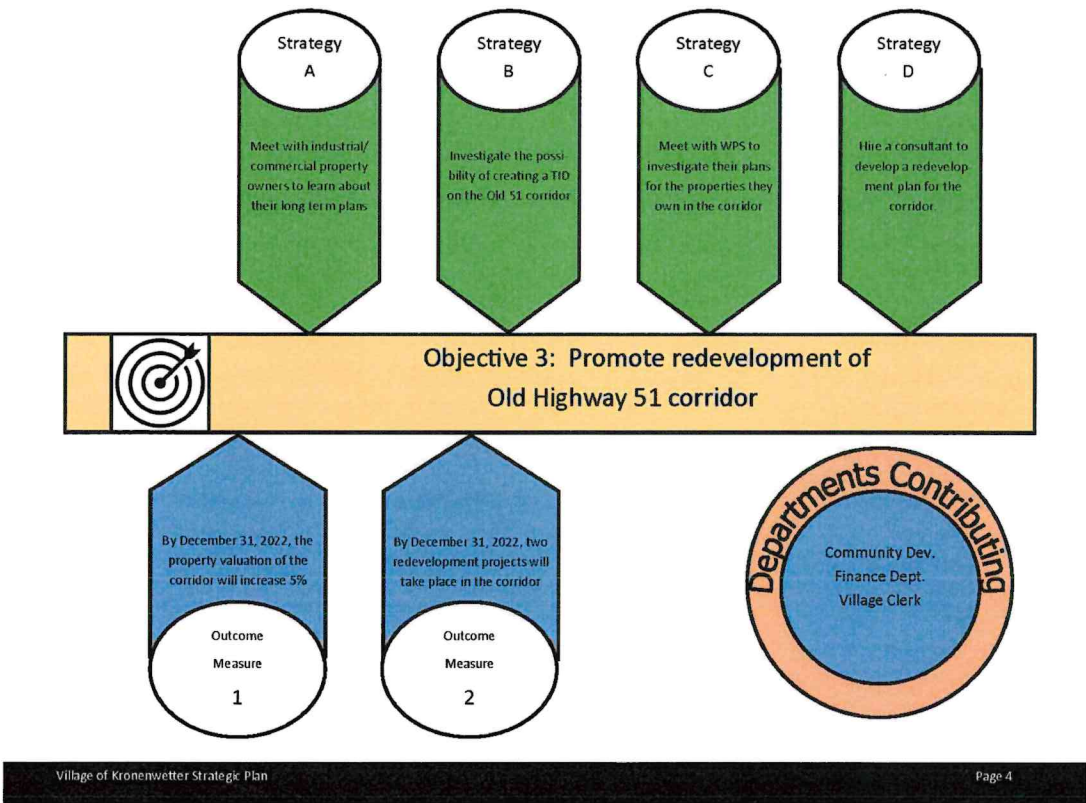 Strategy
A
Meet with industrial/
commercial property
owners to learn about
their long term plans
Strategy
B
Investigate the possi-
bility of creating a TID
on the Old 51 corridor
Strategy
C
Meet with WPS to
investigate their plans
for the properties they
own in the corridor
Strategy
D
Hire a consultant to
develop a redevelop-
ment plan for the
corridor.
Objective 3: Promote redevelopment of
Old Highway 51 corridor
By December 31, 2022, the
property valuation of the
corridor will increase 5%
Outcome
Measure
1
By December 31, 2022, two
redevelopment projects will
take place in the corridor
Outcome
Measure
2
Departments Contributing
Community Dev.
Finance Dept.
Village Clerk
Village of Kronenwetter Strategic Plan
Page 4